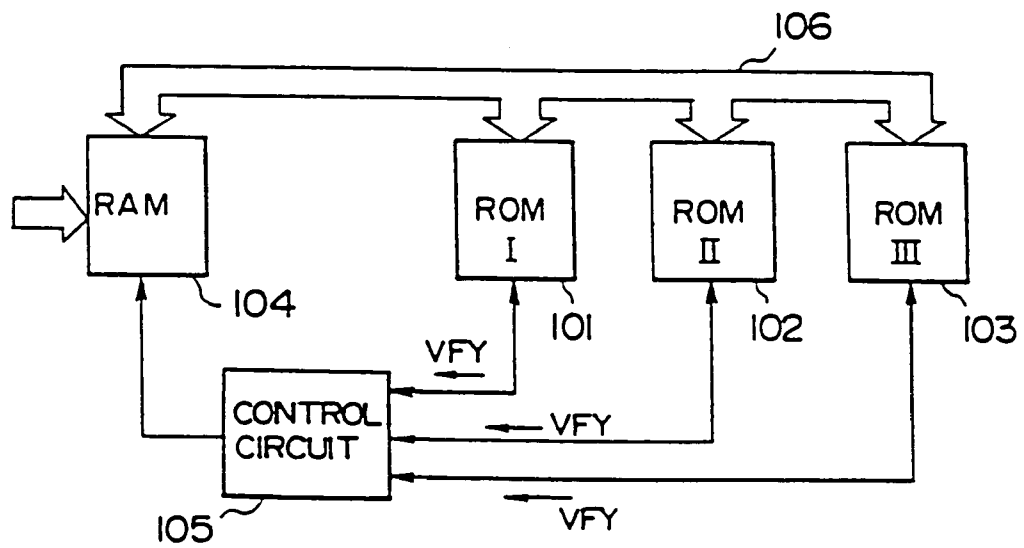 106
RAM
ROM
I
ROM
II
ROM
III
104
101
102
103
VFY
CONTROL
CIRCUIT
VFY
VFY
105